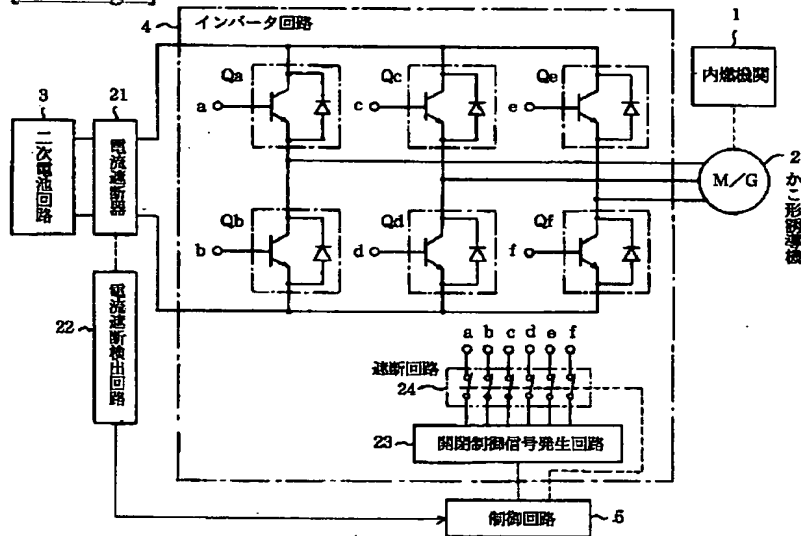 4
インバータ回路
Qa
Qc
Qe
a
c
e
1
内燃機関
3
21
二次電池回路
電流遮断器
M/G
2
かご形誘導機
Qb
Qd
Qf
b
d
f
22
電流遮断検出回路
a b c d e f
遮断回路
24
23
開閉制御信号発生回路
制御回路
5